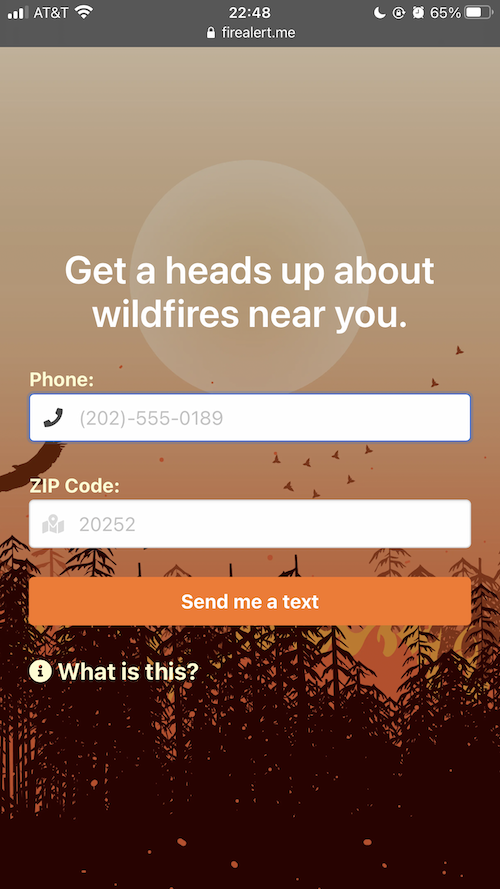 AT&T 22:48 65%
firealert.me
Get a heads up about
wildfires near you.
Phone:
(202)-555-0189
ZIP Code:
20252
Send me a text
What is this?